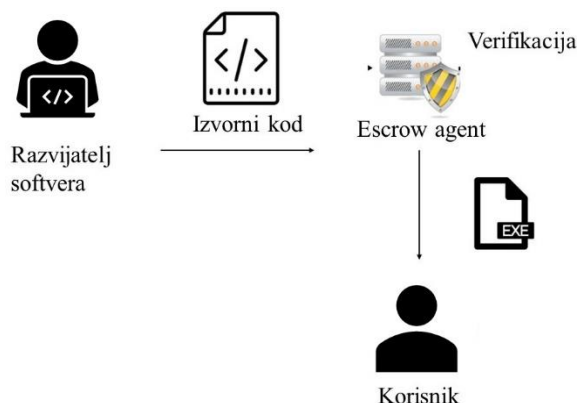 Verifikacija
</>
</>
Izvorni kod
Escrow agent
Razvijatelj
softvera
EXE
Korisnik